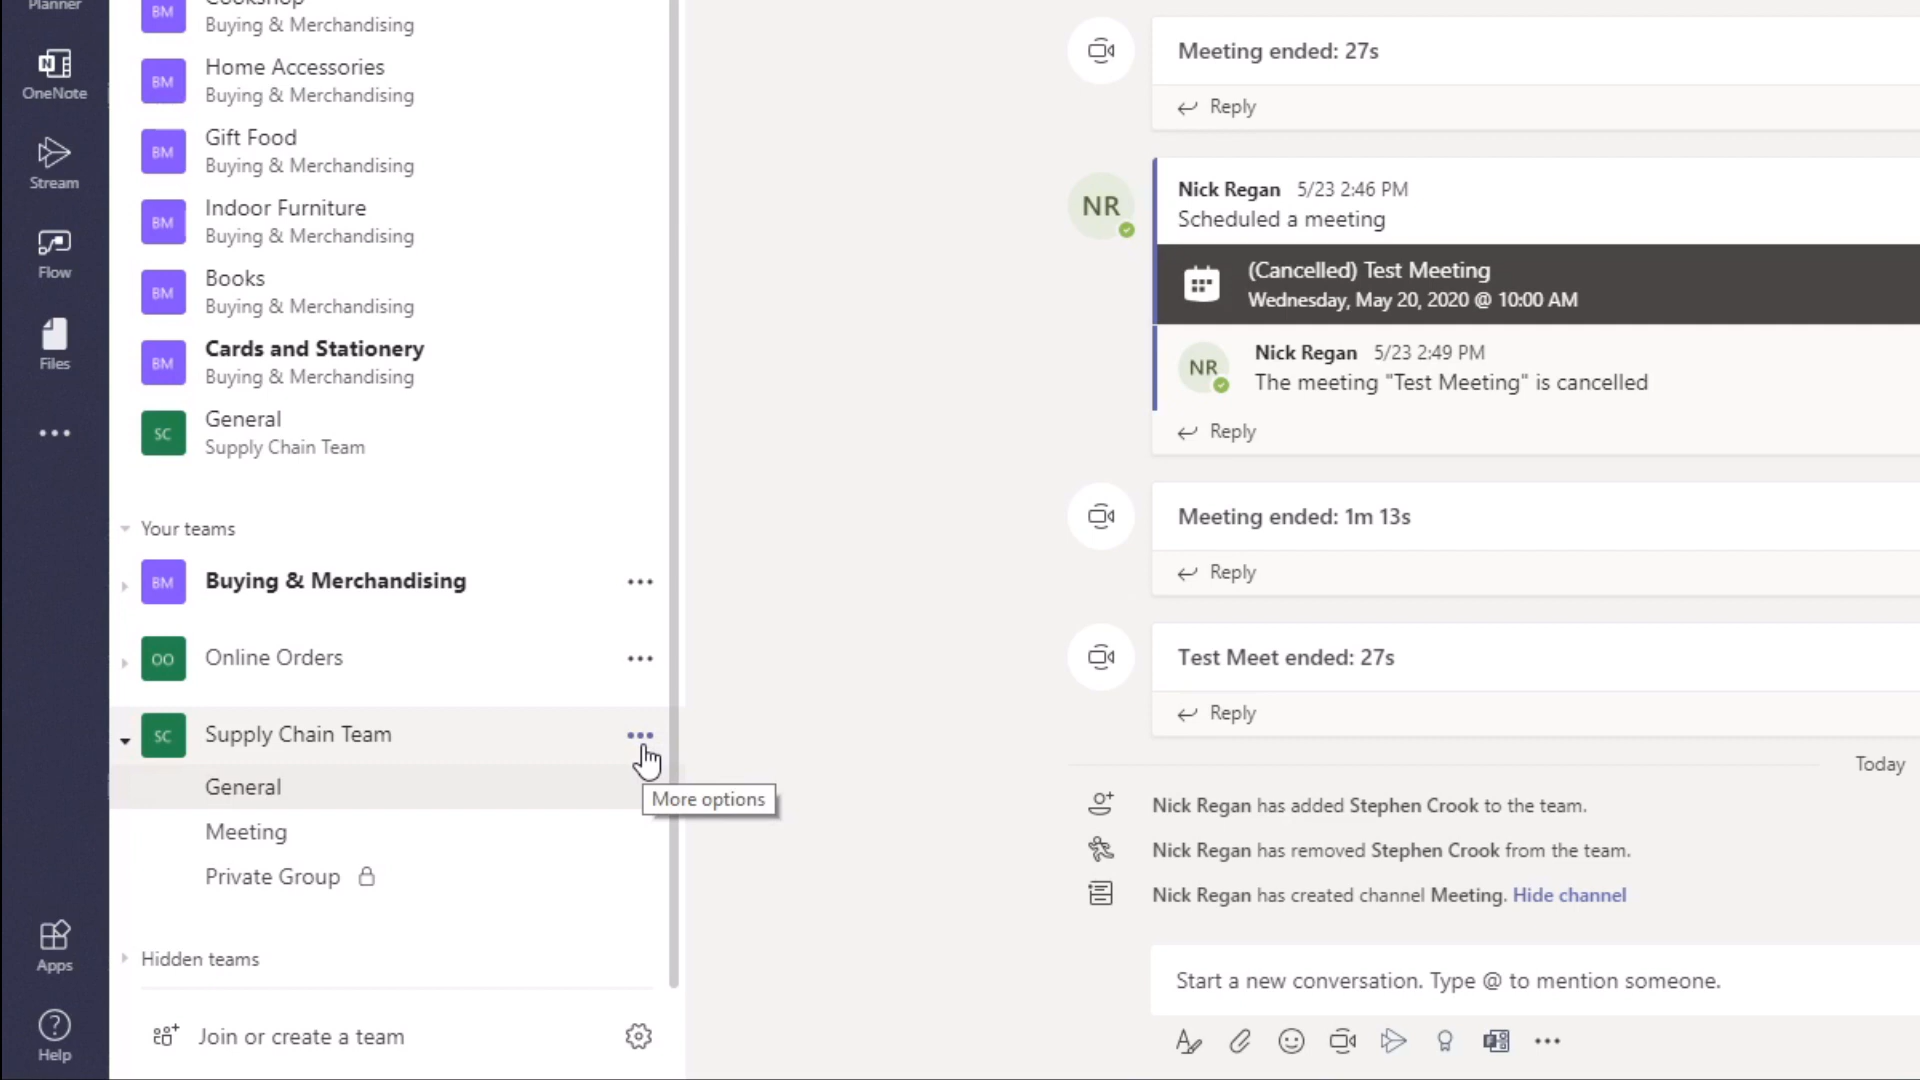 Planner
OneNote
Stream
Flow
Files
Apps
Help
BM
Cookshop
Buying & Merchandising
BM
Home Accessories
Buying & Merchandising
BM
Gift Food
Buying & Merchandising
BM
Indoor Furniture
Buying & Merchandising
BM
Books
Buying & Merchandising
BM
Cards and Stationery
Buying & Merchandising
SC
General
Supply Chain Team
Your teams
BM
Buying & Merchandising
OO
Online Orders
SC
Supply Chain Team
More options
General
Meeting
Private Group
Hidden teams
Join or create a team
Meeting ended: 27s
Reply
NR
Nick Regan 5/23 2:46 PM
Scheduled a meeting
(Cancelled) Test Meeting
Wednesday, May 20, 2020 @ 10:00 AM
NR
Nick Regan 5/23 2:49 PM
The meeting "Test Meeting" is cancelled
Reply
Meeting ended: 1m 13s
Reply
Test Meet ended: 27s
Reply
Today
Nick Regan has added Stephen Crook to the team.
Nick Regan has removed Stephen Crook from the team.
Nick Regan has created channel Meeting. Hide channel
Start a new conversation. Type @ to mention someone.